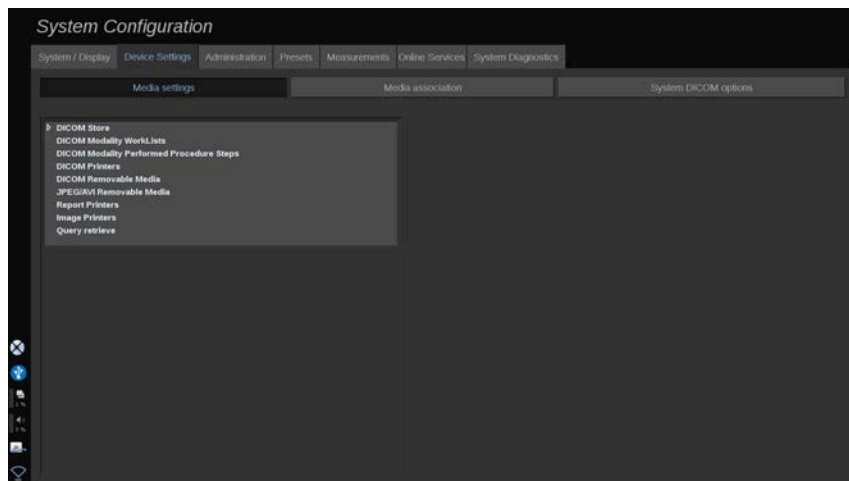 System Configuration
System / Display Device Settings Administration Presets Measurements Online Services System Diagnostics
Media settings Media association System DICOM options
DICOM Store
DICOM Modality WorkLists
DICOM Modality Performed Procedure Steps
DICOM Printers
DICOM Removable Media
JPEG/AVI Removable Media
Report Printers
Image Printers
Query retrieve